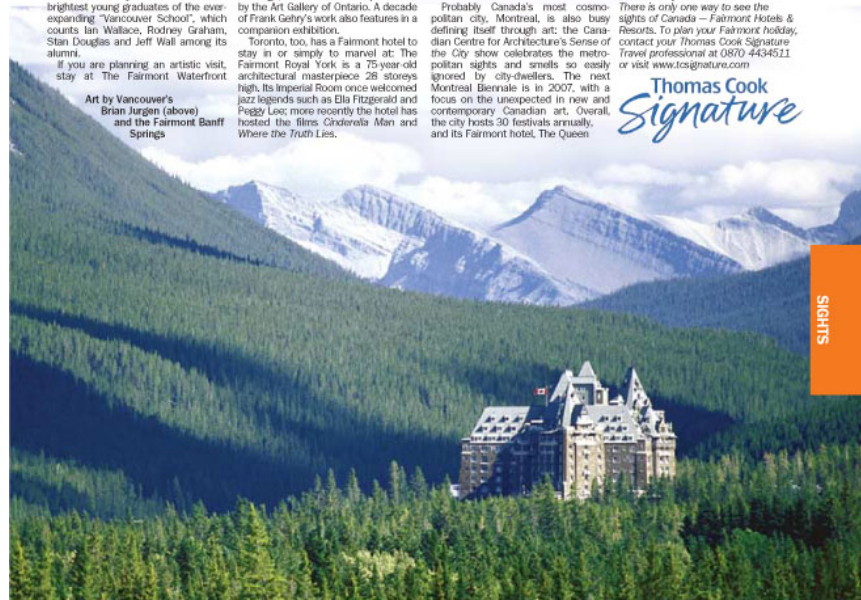 brightest young graduates of the ever-
expanding "Vancouver School", which
counts Ian Wallace, Rodney Graham,
Stan Douglas and Jeff Wall among its
alumni.
If you are planning an artistic visit,
stay at The Fairmont Waterfront
Art by Vancouver's
Brian Jurgen (above)
and the Fairmont Banff
Springs
by the Art Gallery of Ontario. A decade
of Frank Gehry's work also features in a
companion exhibition.
Toronto, too, has a Fairmont hotel to
stay in or simply to marvel at: The
Fairmont Royal York is a 75-year-old
architectural masterpiece 28 storeys
high. Its Imperial Room once welcomed
jazz legends such as Ella Fitzgerald and
Peggy Lee; more recently the hotel has
hosted the films Cinderella Man and
Where the Truth Lies.
Probably Canada's most cosmo-
politan city, Montreal, is also busy
defining itself through art: the Cana-
dian Centre for Architecture's Sense of
the City show celebrates the metro-
politan sights and smells so easily
ignored by city-dwellers. The next
Montreal Biennale is in 2007, with a
focus on the unexpected in new and
contemporary Canadian art. Overall,
the city hosts 30 festivals annually,
and its Fairmont hotel, The Queen
There is only one way to see the
sights of Canada – Fairmont Hotels &
Resorts. To plan your Fairmont holiday,
contact your Thomas Cook Signature
Travel professional at 0870 4434511
or visit www.tcsignature.com
Thomas Cook
Signature
SIGHTS